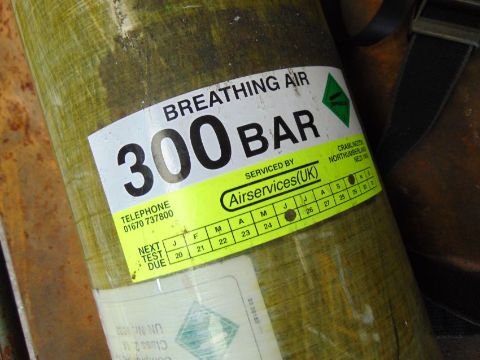 BREATHING AIR
300 BAR
TELEPHONE
01670 737800
SERVICED BY
Airservices(UK)
CRAMLINGTON
NORTHUMBERLAND
NEXT
TEST
DUE
J F M A M J J A S N D
20 21 22 23 24 25 26 27 28 29 30
Class 2